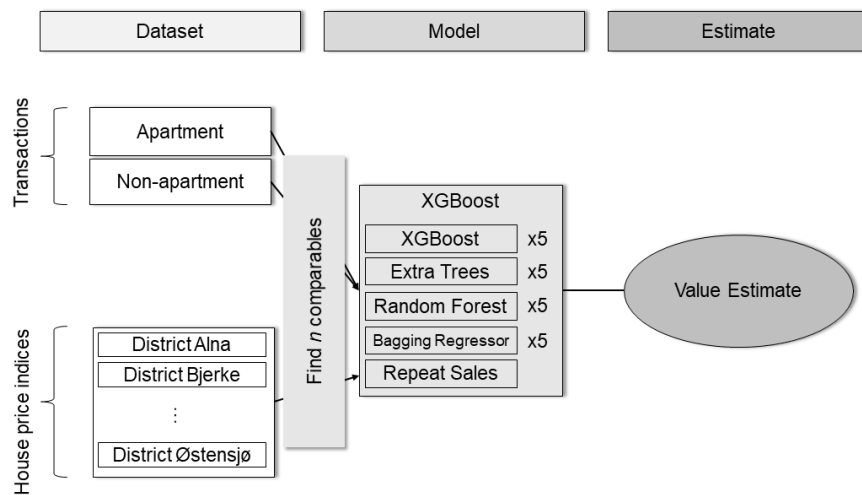 Dataset
Model
Estimate
Transactions
Apartment
Non-apartment
House price indices
District Alna
District Bjerke
⋮
District Østensjø
Find n comparables
XGBoost
XGBoost x5
Extra Trees x5
Random Forest x5
Bagging Regressor x5
Repeat Sales
Value Estimate